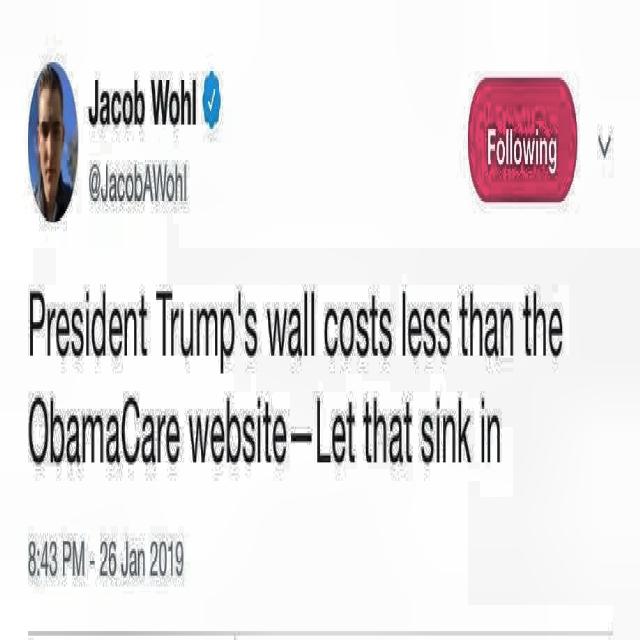 Jacob Wohl
@JacobAWohl
Following
President Trump's wall costs less than the
ObamaCare website—Let that sink in
8:43 PM - 26 Jan 2019